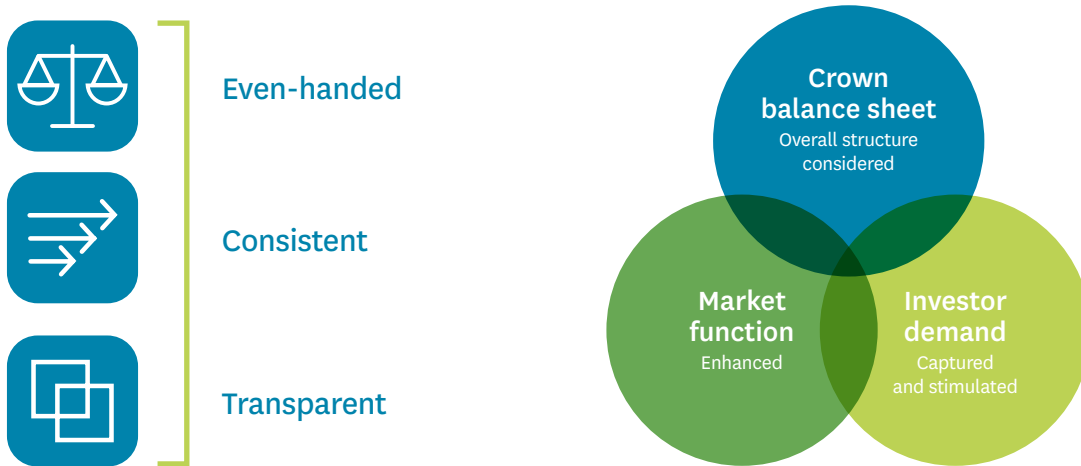 Even-handed
Consistent
Transparent
Crown
balance sheet
Overall structure
considered
Market
function
Enhanced
Investor
demand
Captured
and stimulated